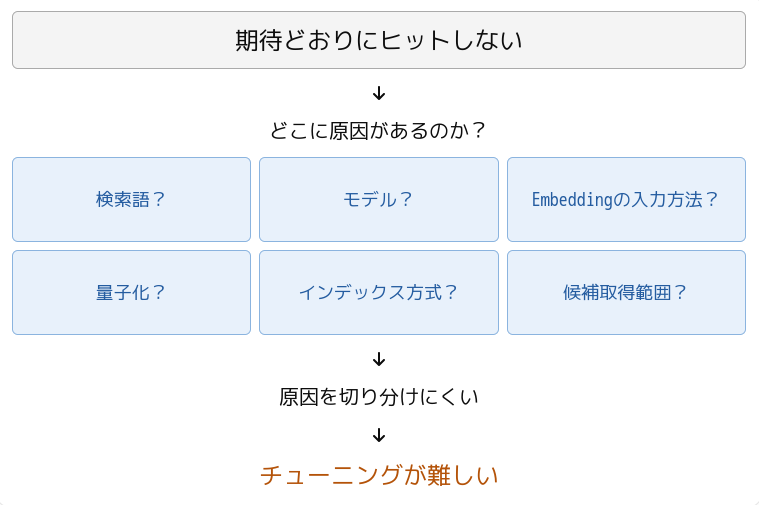 期待どおりにヒットしない
↓
どこに原因があるのか？
検索語？
モデル？
Embeddingの入力方法？
量子化？
インデックス方式？
候補取得範囲？
↓
原因を切り分けにくい
↓
チューニングが難しい